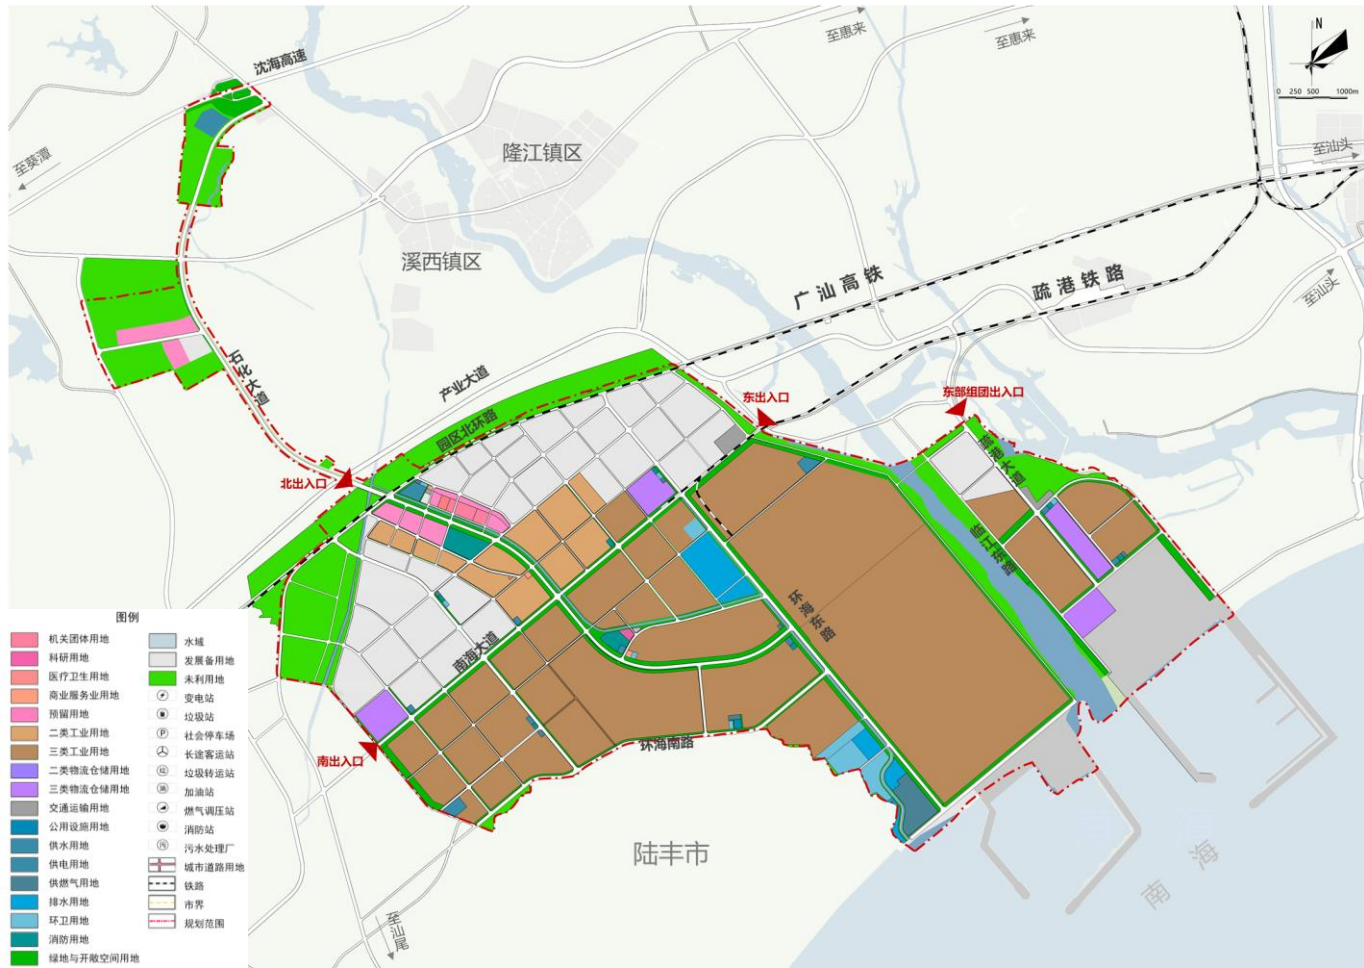 沈海高速
至惠来
至惠来
N
0 250 500 1000m
至葵潭
隆江镇区
至汕头
溪西镇区
广汕高铁
疏港铁路
至汕头
石化大道
产业大道
园区北环路
东出入口
东部组团出入口
疏港大道
北出入口
临江东路
环海东路
南海大道
环海南路
南出入口
陆丰市
南海
至汕尾
图例
机关团体用地
科研用地
医疗卫生用地
商业服务业用地
预留用地
二类工业用地
三类工业用地
二类物流仓储用地
三类物流仓储用地
交通运输用地
公用设施用地
供水用地
供电用地
供燃气用地
排水用地
环卫用地
消防用地
绿地与开敞空间用地
水域
发展备用地
未利用地
变电站
垃圾站
P 社会停车场
长途客运站
垃圾转运站
加油站
燃气调压站
消防站
污 污水处理厂
城市道路用地
铁路
市界
规划范围